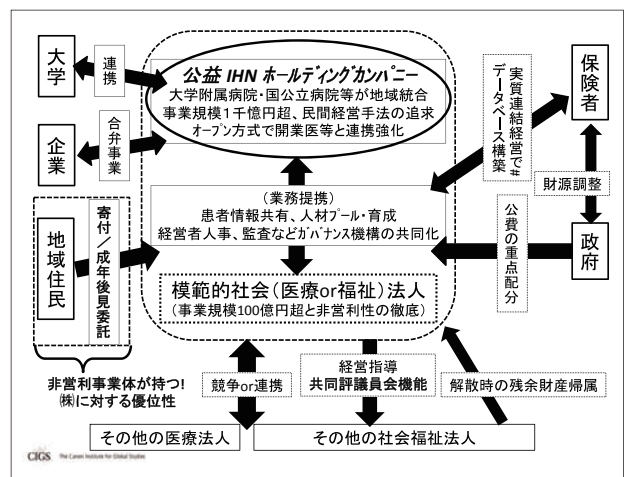 大学
連携
公益 IHN ホールディングカンパニー
大学附属病院・国公立病院等が地域統合
事業規模1千億円超、民間経営手法の追求
オープン方式で開業医等と連携強化
実質連結経営で#
データベース構築
保険者
企業
合弁事業
財源調整
(業務提携)
患者情報共有、人材プール・育成
経営者人事、監査などガバナンス機構の共同化
地域住民
寄付/成年後見委託
公費の重点配分
政府
模範的社会(医療or福祉)法人
(事業規模100億円超と非営利性の徹底)
非営利事業体が持つ!
㈱に対する優位性
競争or連携
経営指導
共同評議員会機能
解散時の残余財産帰属
その他の医療法人
その他の社会福祉法人
CIGS The Canon Institute for Global Studies